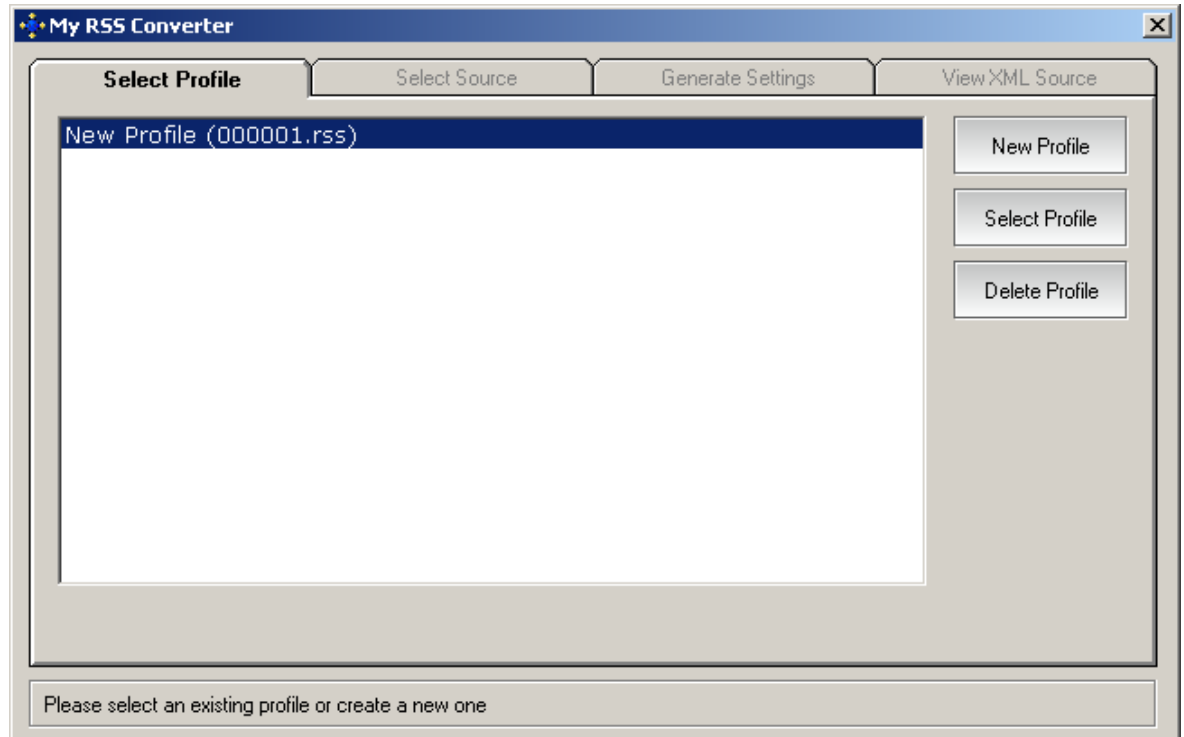 My RSS Converter
Select Profile
Select Source
Generate Settings
View XML Source
New Profile (000001.rss)
New Profile
Select Profile
Delete Profile
Please select an existing profile or create a new one